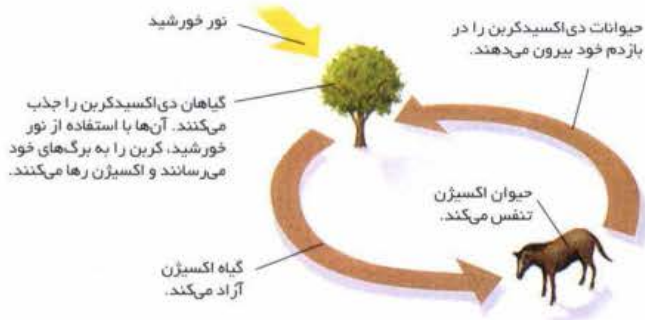 نور خورشید
حیوانات دی‌اکسیدکربن را در
بازدم خود بیرون می‌دهند.
گیاهان دی‌اکسیدکربن را جذب
می‌کنند. آن‌ها با استفاده از نور
خورشید، کربن را به برگ‌های خود
می‌رسانند و اکسیژن رها می‌کنند.
حیوان اکسیژن
تنفس می‌کند.
گیاه اکسیژن
آزاد می‌کند.